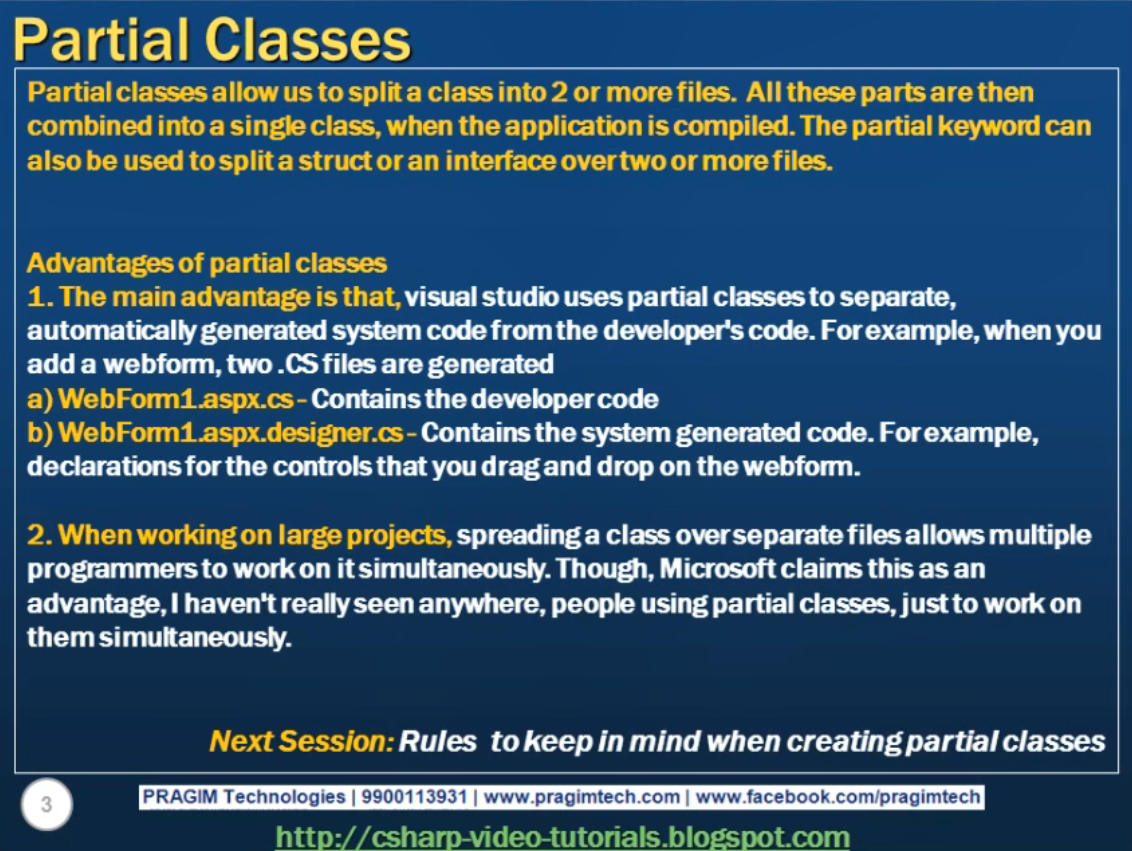 Partial Classes
Partial classes allow us to split a class into 2 or more files. All these parts are then
combined into a single class, when the application is compiled. The partial keyword can
also be used to split a struct or an interface over two or more files.
Advantages of partial classes
1. The main advantage is that, visual studio uses partial classes to separate,
automatically generated system code from the developer's code. For example, when you
add a webform, two .CS files are generated
a) WebForm1.aspx.cs - Contains the developer code
b) WebForm1.aspx.designer.cs - Contains the system generated code. For example,
declarations for the controls that you drag and drop on the webform.
2. When working on large projects, spreading a class over separate files allows multiple
programmers to work on it simultaneously. Though, Microsoft claims this as an
advantage, I haven't really seen anywhere, people using partial classes, just to work on
them simultaneously.
Next Session: Rules to keep in mind when creating partial classes
3
PRAGIM Technologies | 9900113931 | www.pragimtech.com | www.facebook.com/pragimtech
http://csharp-video-tutorials.blogspot.com